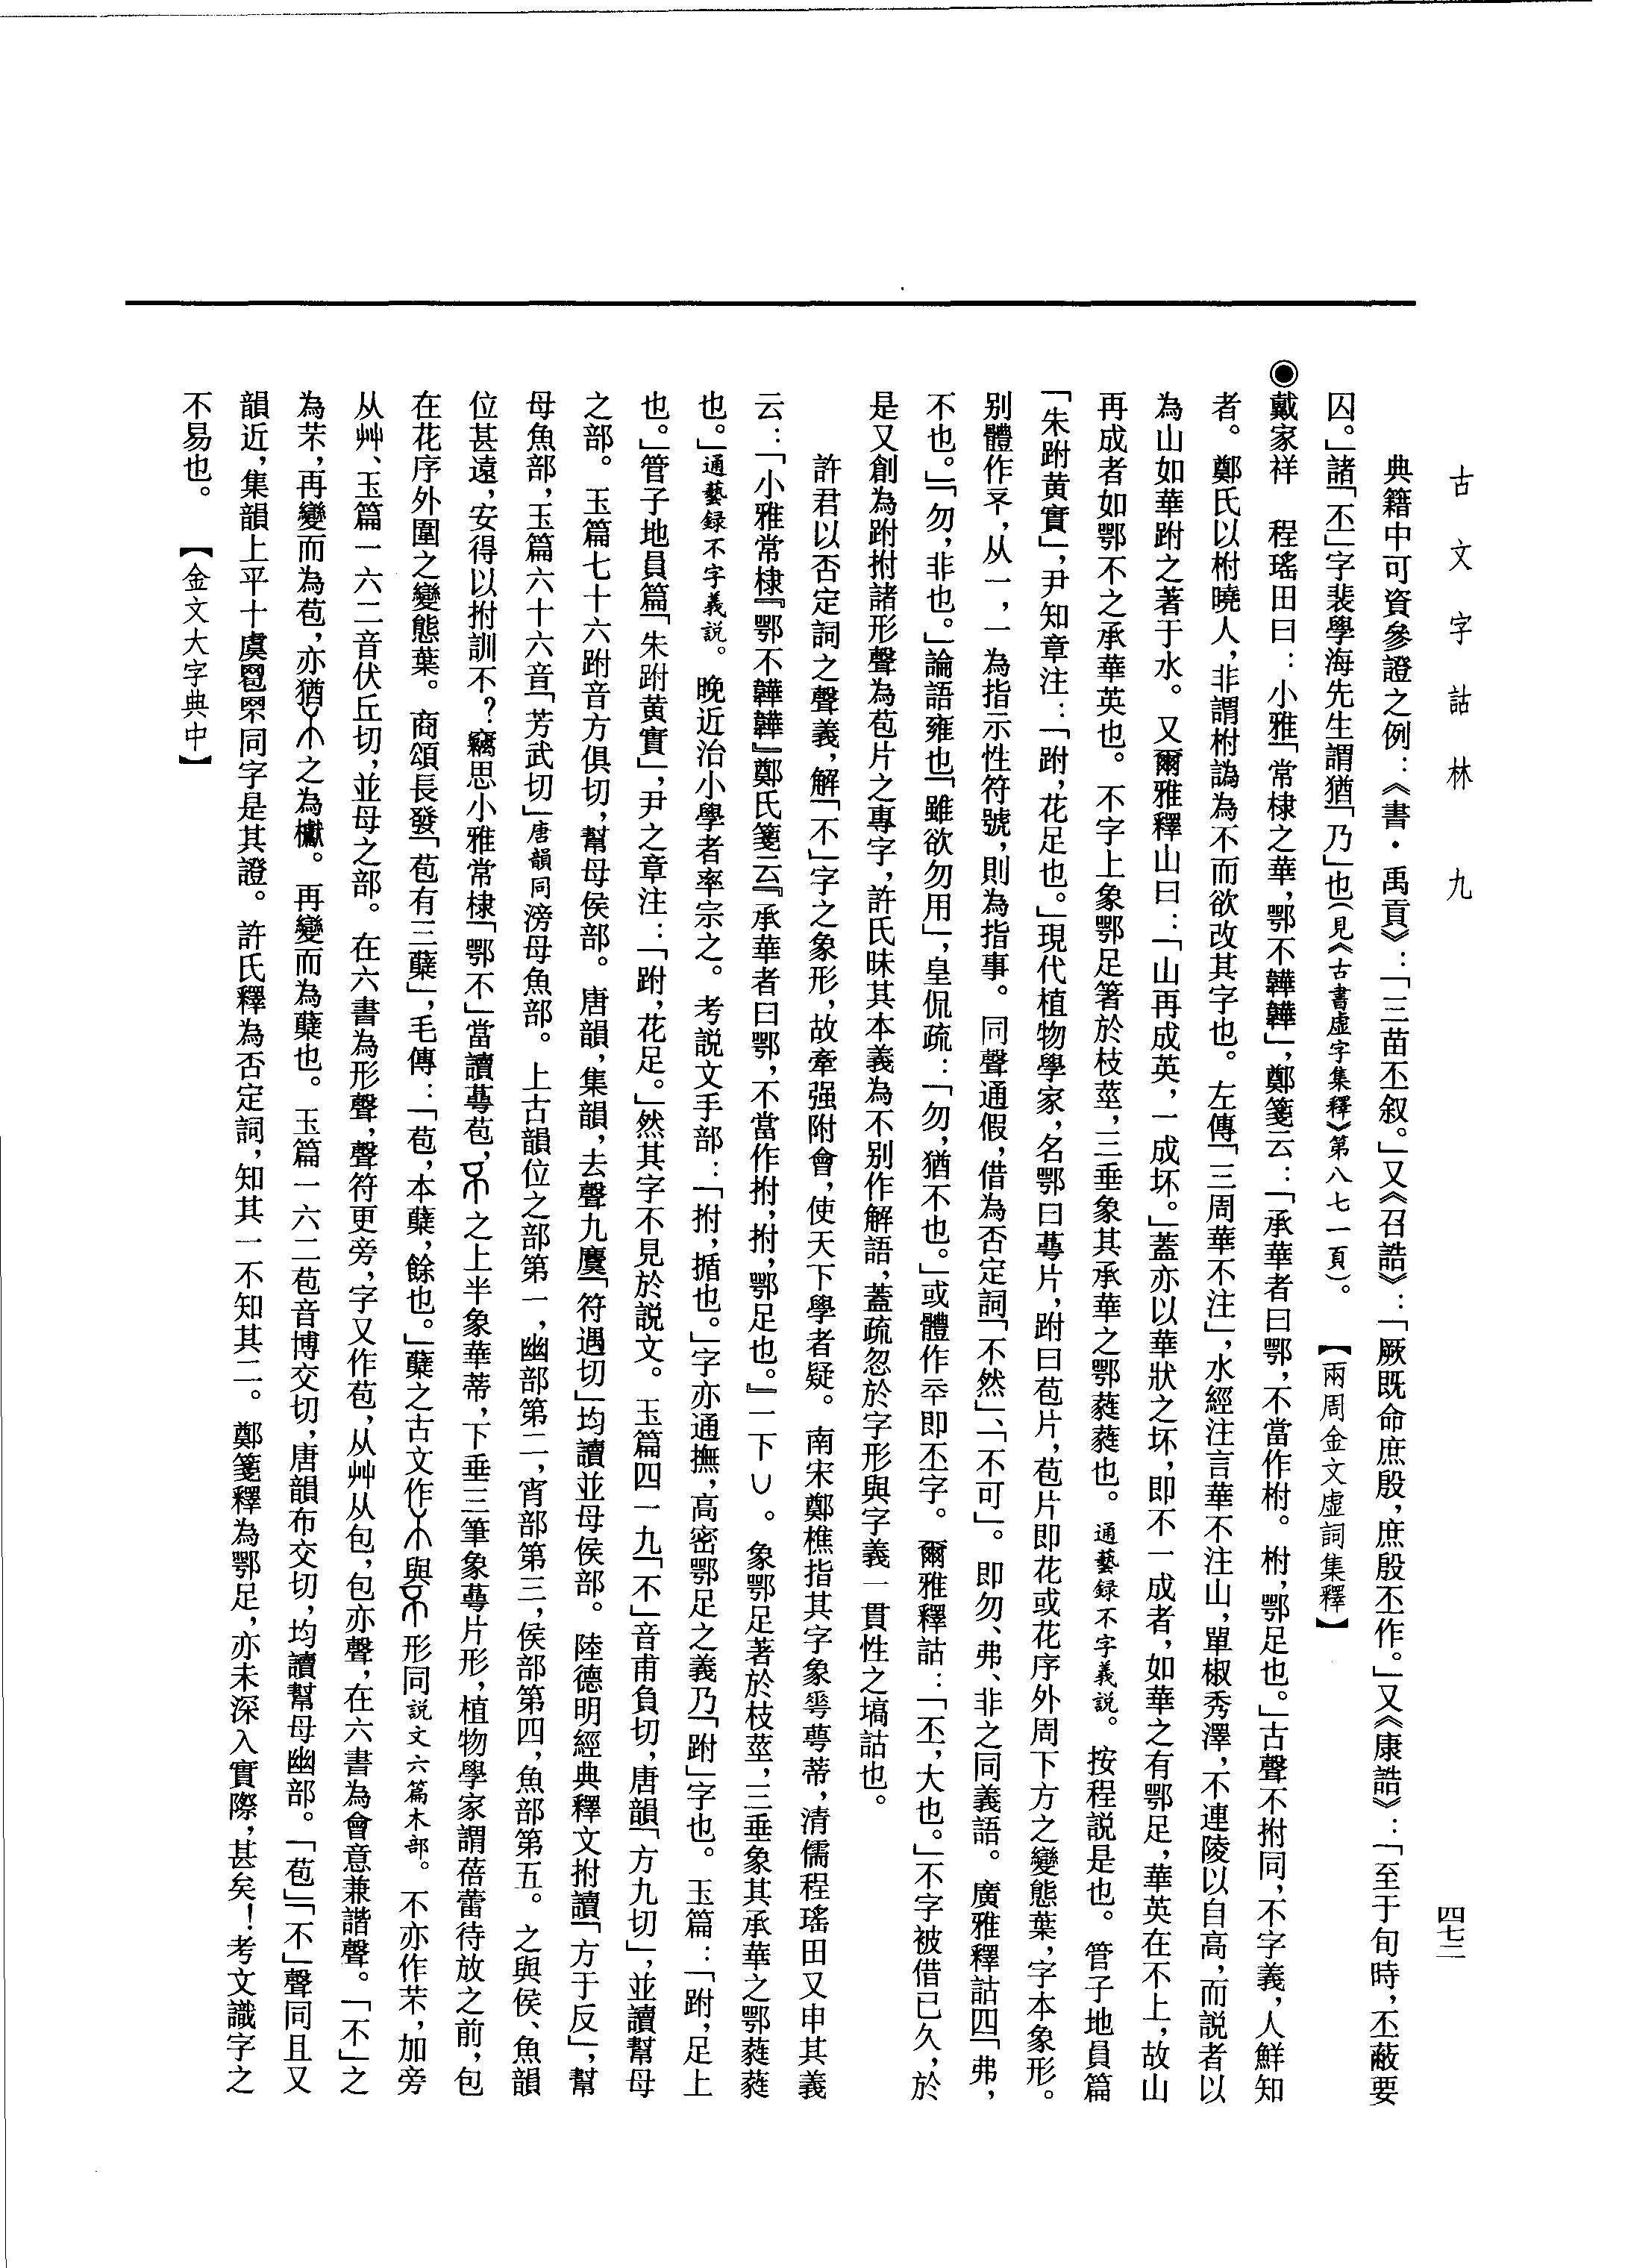 古文字詁林 九
四七二
典籍中可資參證之例：《書·禹貢》：「三苗丕叙。」又《召誥》：「厥既命庶殷，庶殷丕作。」又《康誥》：「至于旬時，丕蔽要
囚。」諸「丕」字裴學海先生謂猶「乃」也（見《古書虛字集釋》第八七一頁）。 【兩周金文虛詞集釋】
◉戴家祥 程瑤田曰：小雅「常棣之華，鄂不韡韡」，鄭箋云：「承華者曰鄂，不當作柎。柎，鄂足也。」古聲不拊同，不字義，人鮮知
者。鄭氏以柎曉人，非謂柎譌為不而欲改其字也。左傳「三周華不注」，水經注言華不注山，單椒秀澤，不連陵以自高，而說者以
為山如華跗之著于水。又爾雅釋山曰：「山再成英，一成坏。」蓋亦以華狀之坏，即不一成者，如華之有鄂足，華英在不上，故山
再成者如鄂不之承華英也。不字上象鄂足箸於枝莖，三垂象其承華之鄂蕤蕤也。通藝録不字義説。按程説是也。管子地員篇
「朱跗黄實」，尹知章注：「跗，花足也。」現代植物學家，名鄂曰萼片，跗曰苞片，苞片即花或花序外周下方之變態葉，字本象形。
别體作𠀚，从一，一為指示性符號，則為指事。同聲通假，借為否定詞「不然」、「不可」。即勿、弗、非之同義語。廣雅釋詁四「弗，
不也。」「勿，非也。」論語雍也「雖欲勿用」，皇侃疏：「勿，猶不也。」或體作㔻即丕字。爾雅釋詁：「丕，大也。」不字被借已久，於
是又創為跗拊諸形聲為苞片之專字，許氏昧其本義為不别作解語，蓋疏忽於字形與字義一貫性之塙詁也。
許君以否定詞之聲義，解「不」字之象形，故牽强附會，使天下學者疑。南宋鄭樵指其字象𠌶萼蒂，清儒程瑤田又申其義
云：「小雅常棣『鄂不韡韡』鄭氏箋云『承華者曰鄂，不當作拊，拊，鄂足也。』一下∪。象鄂足著於枝莖，三垂象其承華之鄂蕤蕤
也。」通藝録不字義説。晚近治小學者率宗之。考説文手部：「拊，揗也。」字亦通撫，高密鄂足之義乃「跗」字也。玉篇：「跗，足上
也。」管子地員篇「朱跗黄實」，尹之章注：「跗，花足。」然其字不見於説文。玉篇四一九「不」音甫負切，唐韻「方九切」，並讀幫母
之部。玉篇七十六跗音方俱切，幫母侯部。唐韻，集韻，去聲九麌「符遇切」均讀並母侯部。陸德明經典釋文拊讀「方于反」，幫
母魚部，玉篇六十六音「芳武切」唐韻同滂母魚部。上古韻位之部第一，幽部第二，宵部第三，侯部第四，魚部第五。之與侯、魚韻
位甚遠，安得以拊訓不？竊思小雅常棣「鄂不」當讀萼苞，之上半象華蒂，下垂三筆象萼片形，植物學家謂蓓蕾待放之前，包
在花序外圍之變態葉。商頌長發「苞有三蘖」，毛傳：「苞，本蘖，餘也。」蘖之古文作與形同説文六篇木部。不亦作芣，加旁
从艸、玉篇一六二音伏丘切，並母之部。在六書為形聲，聲符更旁，字又作苞，从艸从包，包亦聲，在六書為會意兼諧聲。「不」之
為芣，再變而為苞，亦猶之為㰙。再變而為蘖也。玉篇一六二苞音博交切，唐韻布交切，均讀幫母幽部。「苞」「不」聲同且又
韻近，集韻上平十虞雹罘同字是其證。許氏釋為否定詞，知其一不知其二。鄭箋釋為鄂足，亦未深入實際，甚矣！考文識字之
不易也。 【金文大字典中】